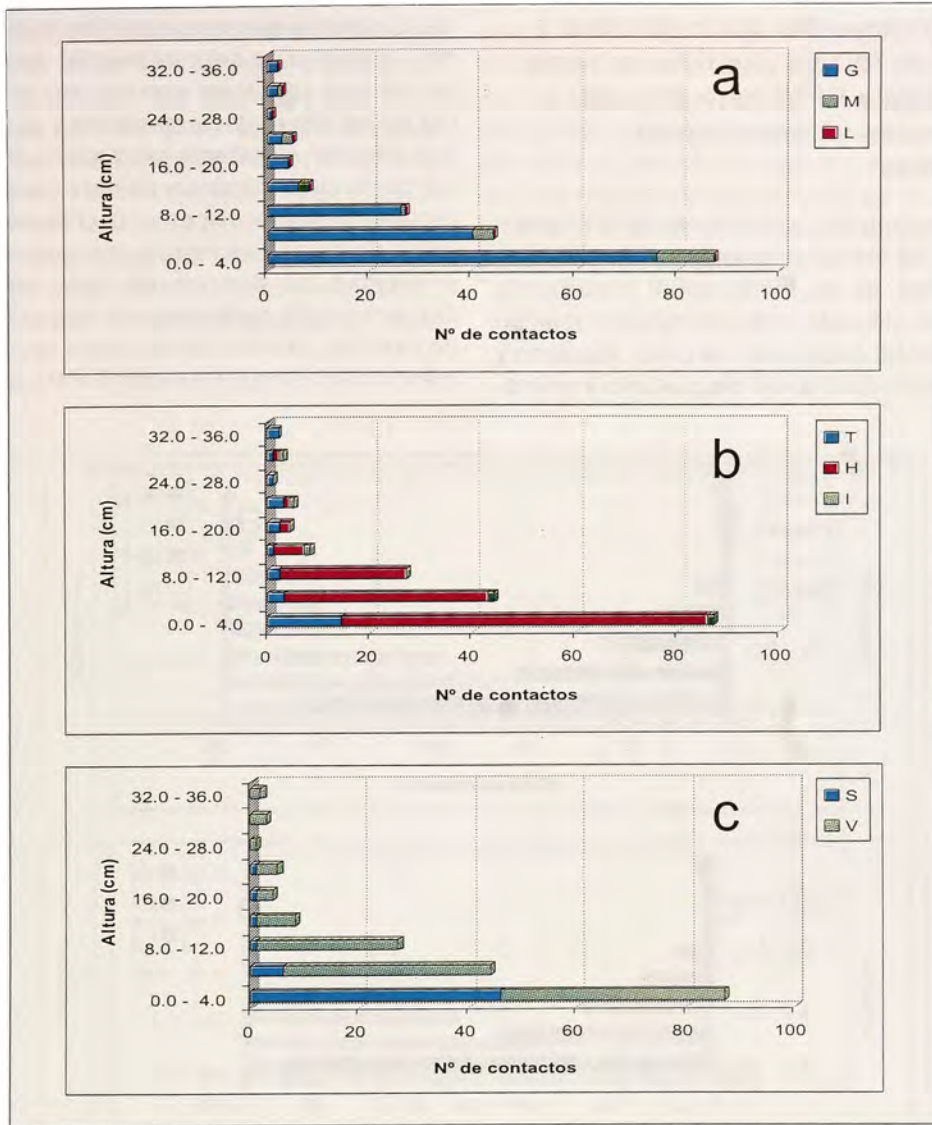 a
32.0 - 36.0
24.0 - 28.0
16.0 - 20.0
8.0 - 12.0
0.0 - 4.0
Altura (cm)
0 20 40 60 80 100
Nº de contactos
G
M
L
b
32.0 - 36.0
24.0 - 28.0
16.0 - 20.0
8.0 - 12.0
0.0 - 4.0
Altura (cm)
0 20 40 60 80 100
Nº de contactos
T
H
I
c
32.0 - 36.0
24.0 - 28.0
16.0 - 20.0
8.0 - 12.0
0.0 - 4.0
Altura (cm)
0 20 40 60 80 100
Nº de contactos
S
V